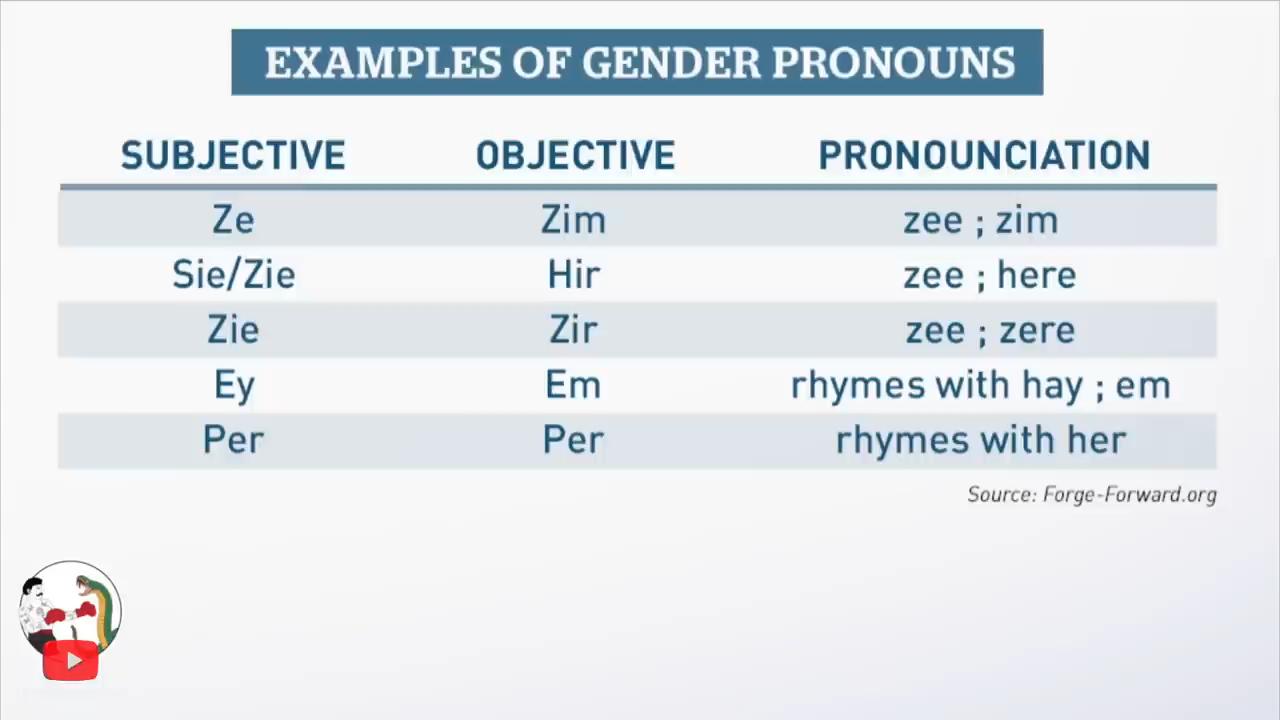 EXAMPLES OF GENDER PRONOUNS
SUBJECTIVE OBJECTIVE PRONOUNCIATION
Ze Zim zee ; zim
Sie/Zie Hir zee ; here
Zie Zir zee ; zere
Ey Em rhymes with hay ; em
Per Per rhymes with her
Source: Forge-Forward.org